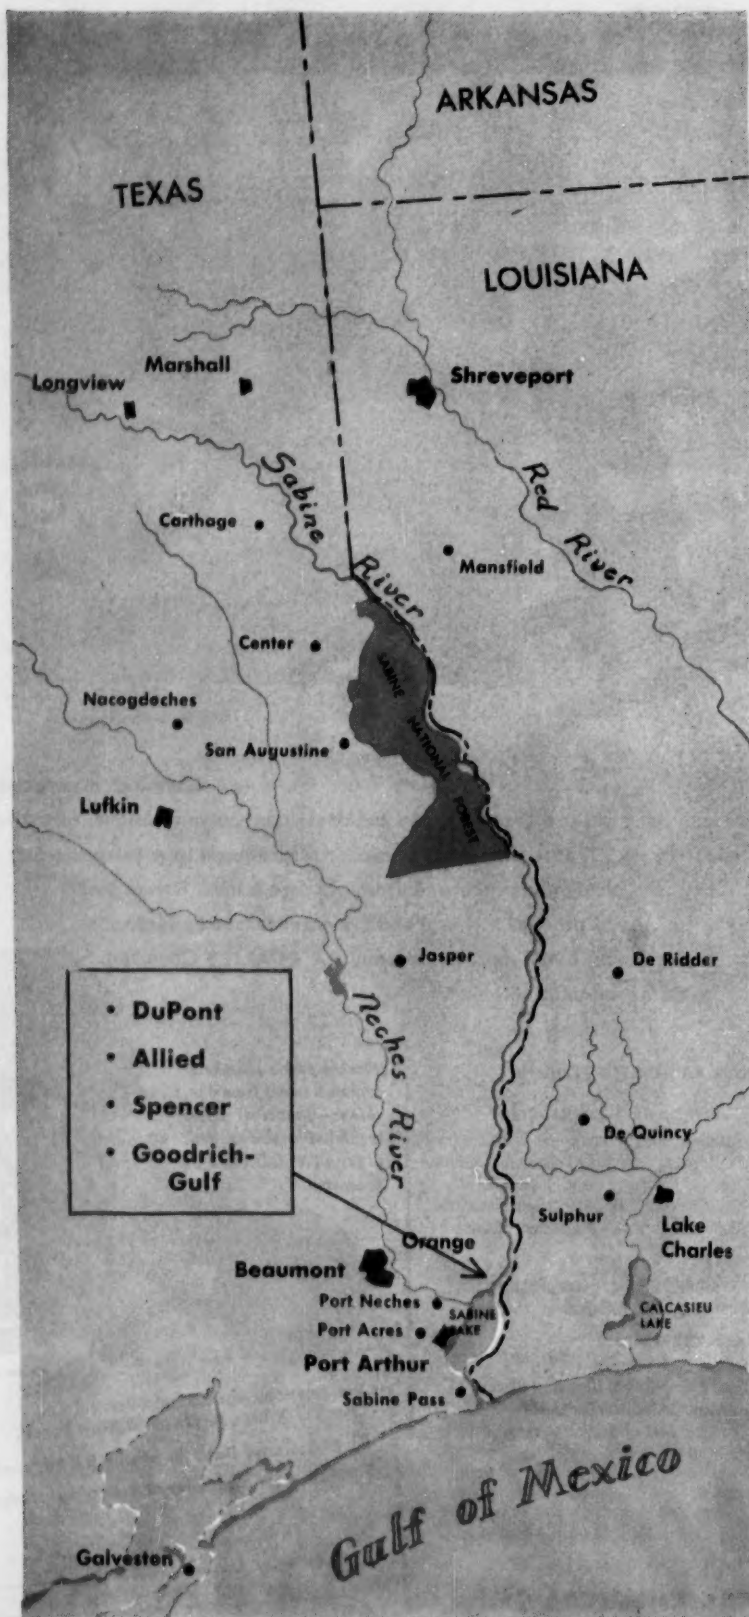 ARKANSAS
TEXAS
LOUISIANA
Marshall
Longview
Shreveport
Sabine River
Red River
Carthage
Mansfield
Center
SABINE NATIONAL FOREST
Nacogdoches
San Augustine
Lufkin
Jasper
De Ridder
• DuPont
• Allied
• Spencer
• Goodrich-
Gulf
Neches River
De Quincy
Sulphur
Lake
Charles
Orange
Beaumont
Port Neches
SABINE
LAKE
CALCASIEU
LAKE
Port Acres
Port Arthur
Sabine Pass
Gulf of Mexico
Galveston